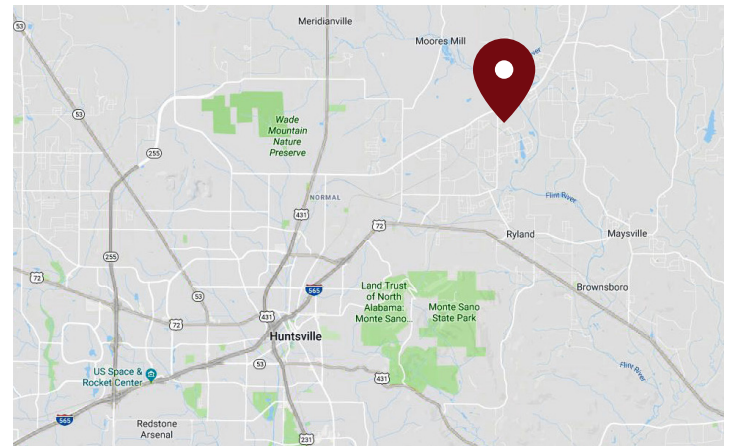 Meridianville
53
Moores Mill
River
53
Wade
Mountain
Nature
Preserve
255
NORMAL
Flint River
431
72
Ryland
Maysville
255
72
565
Land Trust
of North
Alabama:
Monte Sano...
Monte Sano
State Park
Brownsboro
53
431
72
Huntsville
53
US Space &
Rocket Center
431
Flint River
565
Redstone
Arsenal
231